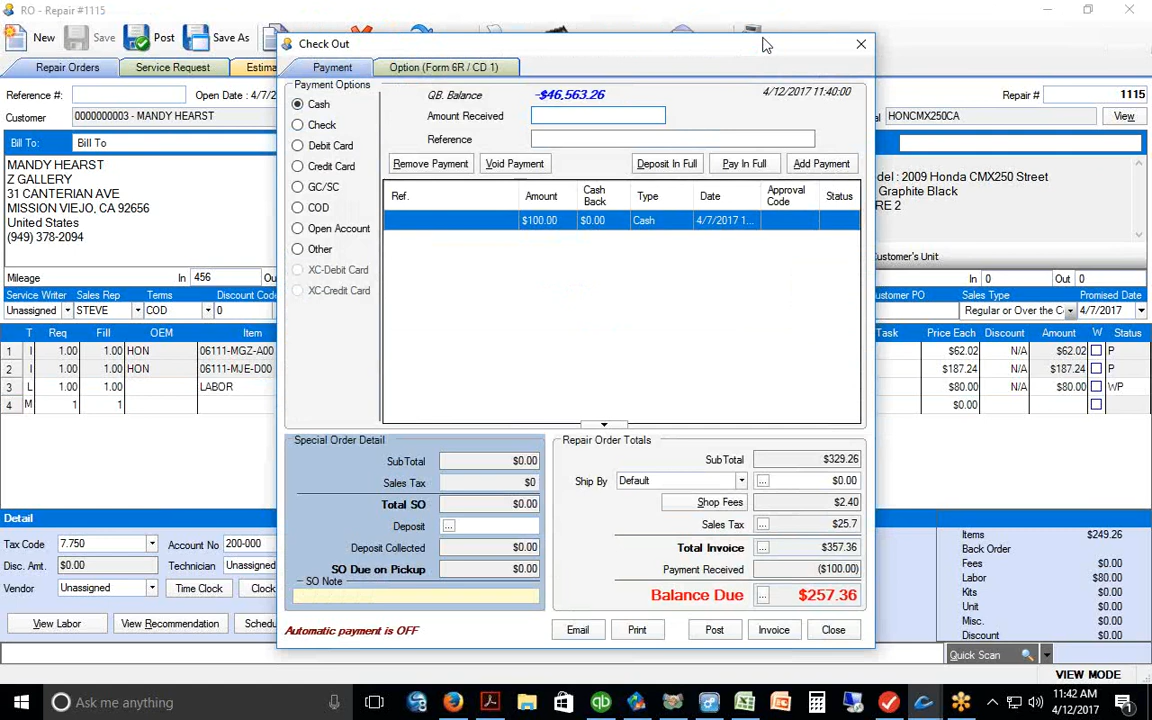 RO - Repair #1115
New Save Post Save As
Check Out
Repair Orders Service Request Estima
Payment Option (Form 6R / CD 1)
Reference #: Open Date : 4/7/2 Repair # 1115
Customer 0000000003 - MANDY HEARST al HONCMX250CA View
Bill To: Bill To
MANDY HEARST
Z GALLERY
31 CANTERIAN AVE
MISSION VIEJO, CA 92656
United States
(949) 378-2094
Mileage In 456 Out
Service Writer Sales Rep Terms Discount Code
Unassigned STEVE COD 0
Payment Options
Cash
Check
Debit Card
Credit Card
GC/SC
COD
Open Account
Other
XC-Debit Card
XC-Credit Card
QB. Balance -$46,563.26 4/12/2017 11:40:00
Amount Received
Reference
Remove Payment Void Payment Deposit In Full Pay In Full Add Payment
Ref. Amount Cash Back Type Date Approval Code Status
$100.00 $0.00 Cash 4/7/2017 1...
del : 2009 Honda CMX250 Street
Graphite Black
RE 2
Customer's Unit
In 0 Out 0
ustomer PO Sales Type Promised Date
Regular or Over the C 4/7/2017
T Req Fill OEM Item
1 I 1.00 1.00 HON 06111-MGZ-A00
2 I 1.00 1.00 HON 06111-MJE-D00
3 L 1.00 1.00 LABOR
4 M 1 1
Task Price Each Discount Amount W Status
$62.02 N/A $62.02 P
$187.24 N/A $187.24 P
$80.00 N/A $80.00 WP
$0.00
Special Order Detail
SubTotal $0.00
Sales Tax $0
Total SO $0.00
Deposit ...
Deposit Collected $0.00
SO Due on Pickup $0.00
SO Note
Repair Order Totals
SubTotal $329.26
Ship By Default ... $0.00
Shop Fees $2.40
Sales Tax ... $25.7
Total Invoice ... $357.36
Payment Received ($100.00)
Balance Due ... $257.36
Automatic payment is OFF
Email Print Post Invoice Close
Detail
Tax Code 7.750 Account No 200-000
Disc. Amt. $0.00 Technician Unassigned
Vendor Unassigned Time Clock Clock
View Labor View Recommendation Schedu
Items $249.26
Back Order
Fees $0.00
Labor $80.00
Kits $0.00
Unit $0.00
Misc. $0.00
Discount $0.00
Quick Scan
VIEW MODE
Ask me anything
11:42 AM
4/12/2017
1